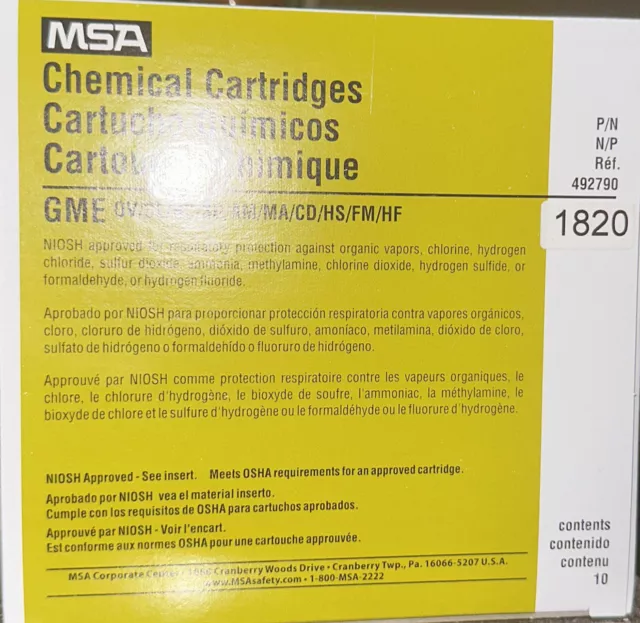 MSA
Chemical Cartridges
Cartucho Químicos
Cartouche Chimique
P/N
N/P
Réf.
492790
1820
GME /AM/MA/CD/HS/FM/HF
NIOSH approved for respiratory protection against organic vapors, chlorine, hydrogen
chloride, sulfur dioxide, ammonia, methylamine, chlorine dioxide, hydrogen sulfide, or
formaldehyde, or hydrogen fluoride.
Aprobado por NIOSH para proporcionar protección respiratoria contra vapores orgánicos,
cloro, cloruro de hidrógeno, dióxido de sulfuro, amoníaco, metilamina, dióxido de cloro,
sulfato de hidrógeno o formaldehído o fluoruro de hidrógeno.
Approuvé par NIOSH comme protection respiratoire contre les vapeurs organiques, le
chlore, le chlorure d'hydrogène, le bioxyde de soufre, l'ammoniac, la méthylamine, le
bioxyde de chlore et le sulfure d'hydrogène ou le formaldéhyde ou le fluorure d'hydrogène.
NIOSH Approved - See insert. Meets OSHA requirements for an approved cartridge.
Aprobado por NIOSH vea el material inserto.
Cumple con los requisitos de OSHA para cartuchos aprobados.
Approuvé par NIOSH - Voir l'encart.
Est conforme aux normes OSHA pour une cartouche approuvée.
MSA Corporate Center Cranberry Woods Drive • Cranberry Twp., Pa. 16066-5207 U.S.A.
www.MSAsafety.com • 1-800-MSA-2222
contents
contenido
contenu
10